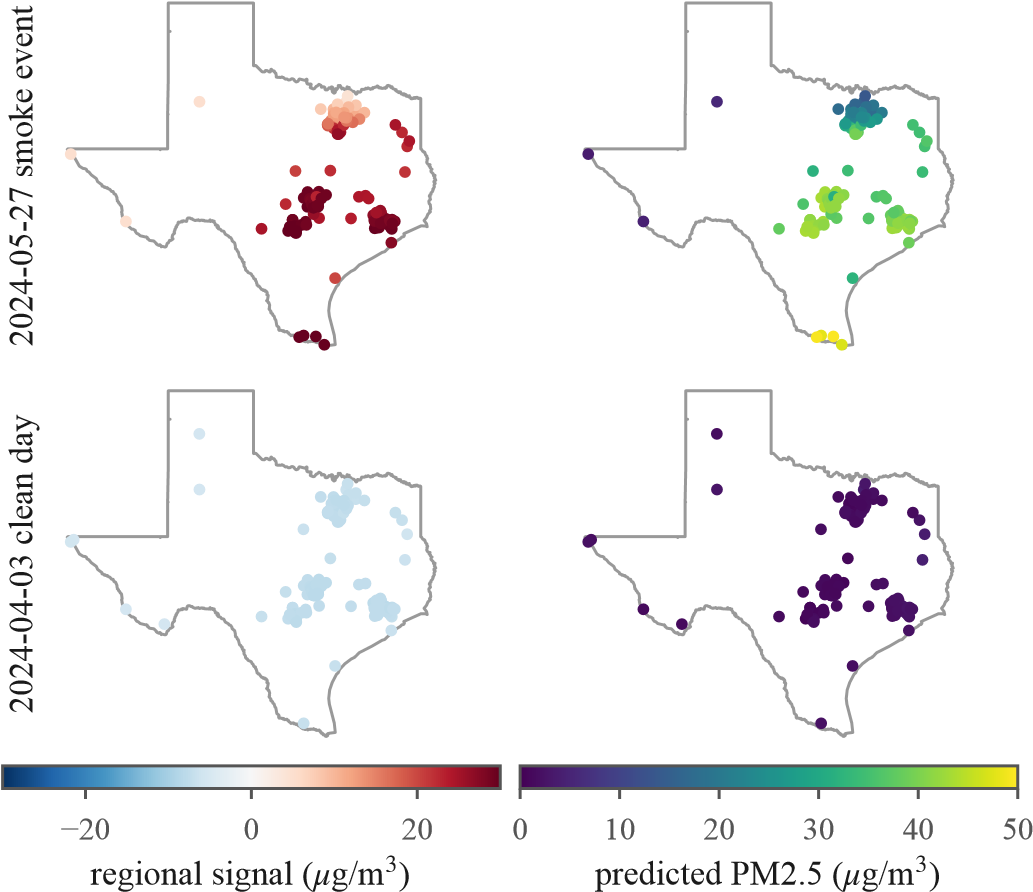 2024-05-27 smoke event
2024-04-03 clean day
−20 0 20
regional signal (μg/m³)
0 10 20 30 40 50
predicted PM2.5 (μg/m³)